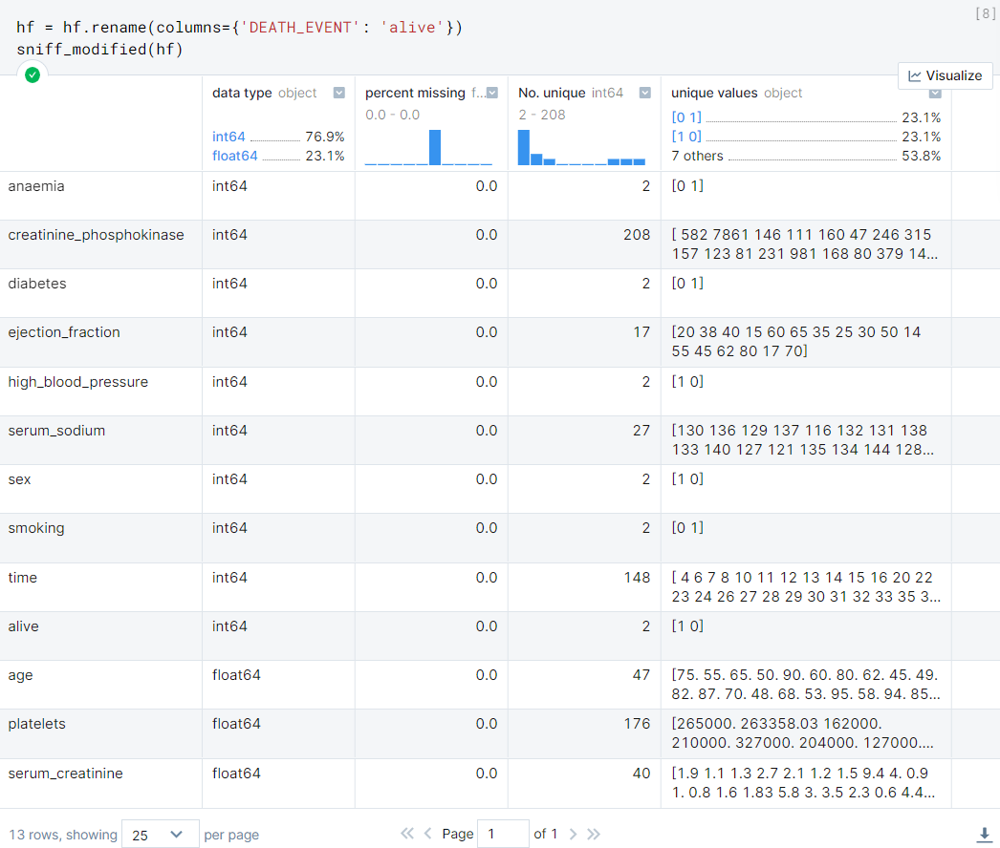 [8]
hf = hf.rename(columns={'DEATH_EVENT': 'alive'})
sniff_modified(hf)
Visualize
data type object percent missing f... No. unique int64 unique values object
0.0 - 0.0 2 - 208 [0 1] 23.1%
int64 76.9% [1 0] 23.1%
float64 23.1% 7 others 53.8%
anaemia int64 0.0 2 [0 1]
creatinine_phosphokinase int64 0.0 208 [ 582 7861 146 111 160 47 246 315
157 123 81 231 981 168 80 379 14...
diabetes int64 0.0 2 [0 1]
ejection_fraction int64 0.0 17 [20 38 40 15 60 65 35 25 30 50 14
55 45 62 80 17 70]
high_blood_pressure int64 0.0 2 [1 0]
serum_sodium int64 0.0 27 [130 136 129 137 116 132 131 138
133 140 127 121 135 134 144 128...
sex int64 0.0 2 [1 0]
smoking int64 0.0 2 [0 1]
time int64 0.0 148 [ 4 6 7 8 10 11 12 13 14 15 16 20 22
23 24 26 27 28 29 30 31 32 33 35 3...
alive int64 0.0 2 [1 0]
age float64 0.0 47 [75. 55. 65. 50. 90. 60. 80. 62. 45. 49.
82. 87. 70. 48. 68. 53. 95. 58. 94. 85...
platelets float64 0.0 176 [265000. 263358.03 162000.
210000. 327000. 204000. 127000....
serum_creatinine float64 0.0 40 [1.9 1.1 1.3 2.7 2.1 1.2 1.5 9.4 4. 0.9
1. 0.8 1.6 1.83 5.8 3. 3.5 2.3 0.6 4.4...
13 rows, showing 25 per page Page 1 of 1